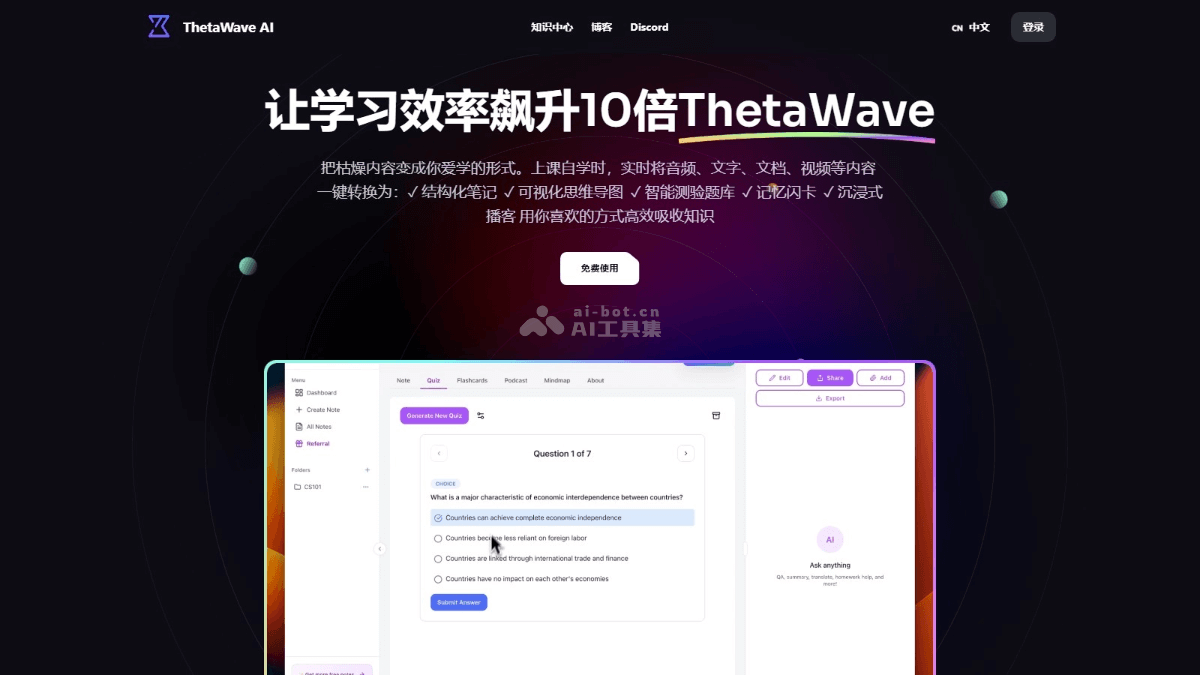 ThetaWave AI
知识中心 博客 Discord
CN 中文
登录
让学习效率飙升10倍ThetaWave
把枯燥内容变成你爱学的形式。上课自学时，实时将音频、文字、文档、视频等内容
一键转换为：✓ 结构化笔记 ✓ 可视化思维导图 ✓ 智能测验题库 ✓ 记忆闪卡 ✓ 沉浸式
播客 用你喜欢的方式高效吸收知识
免费使用
ai-bot.cn
AI工具集
Menu
Dashboard
Create Note
All Notes
Referral
Folders +
CS101
Note Quiz Flashcards Podcast Mindmap About
Generate New Quiz
Question 1 of 7
CHOICE
What is a major characteristic of economic interdependence between countries?
Countries can achieve complete economic independence
Countries become less reliant on foreign labor
Countries are linked through international trade and finance
Countries have no impact on each other's economies
Submit Answer
Edit Share Add
Export
AI
Ask anything
QA, summary, translate, homework help, and
more!